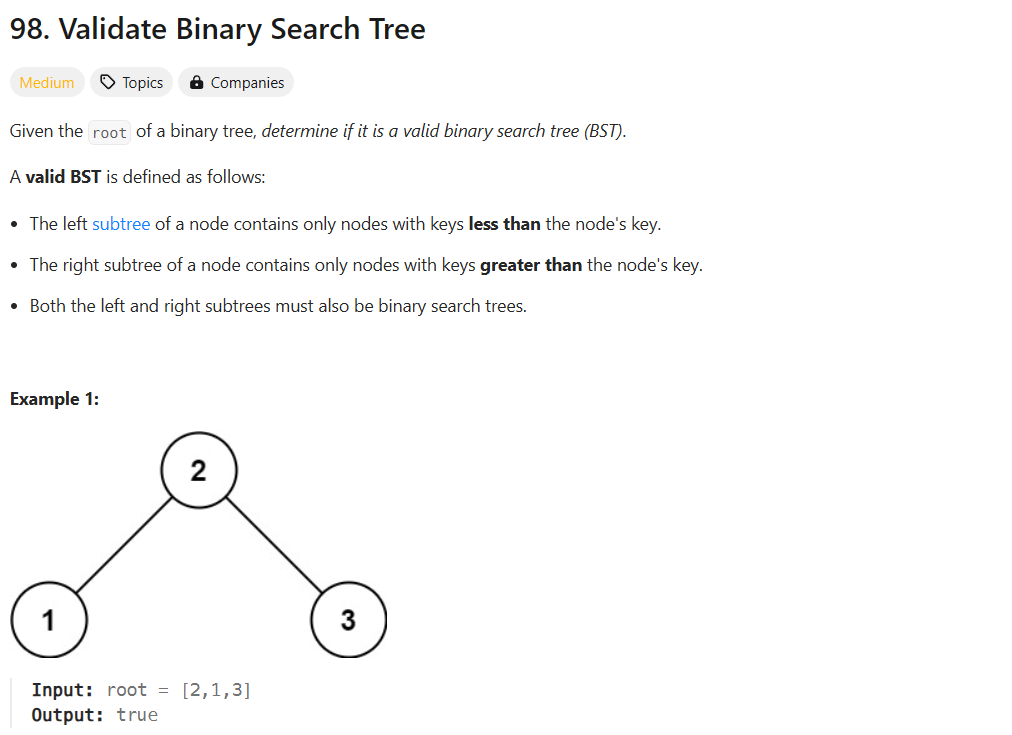 98. Validate Binary Search Tree
Medium Topics Companies
Given the root of a binary tree, determine if it is a valid binary search tree (BST).
A valid BST is defined as follows:
• The left subtree of a node contains only nodes with keys less than the node's key.
• The right subtree of a node contains only nodes with keys greater than the node's key.
• Both the left and right subtrees must also be binary search trees.
Example 1:
2
1 3
Input: root = [2,1,3]
Output: true